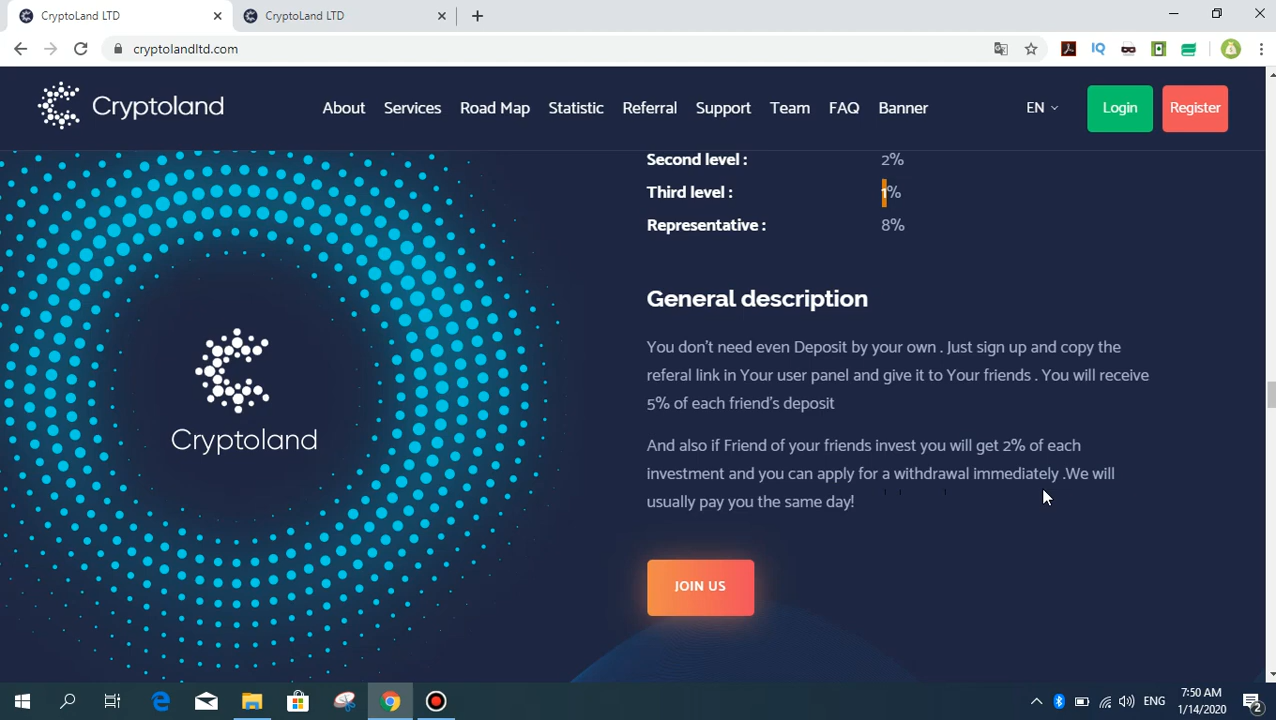 CryptoLand LTD
CryptoLand LTD
cryptolandltd.com
IQ
Cryptoland
About Services Road Map Statistic Referral Support Team FAQ Banner
EN
Login
Register
Second level : 2%
Third level : 1%
Representative : 8%
General description
You don't need even Deposit by your own . Just sign up and copy the
referal link in Your user panel and give it to Your friends . You will receive
5% of each friend's deposit
And also if Friend of your friends invest you will get 2% of each
investment and you can apply for a withdrawal immediately .We will
usually pay you the same day!
JOIN US
Cryptoland
ENG
7:50 AM
1/14/2020
2